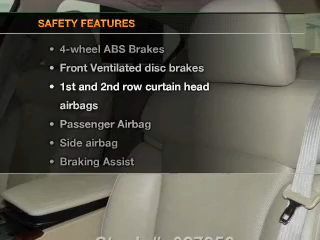 SAFETY FEATURES
• 4-wheel ABS Brakes
• Front Ventilated disc brakes
• 1st and 2nd row curtain head
airbags
• Passenger Airbag
• Side airbag
• Braking Assist